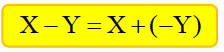 X − Y = X + (−Y)